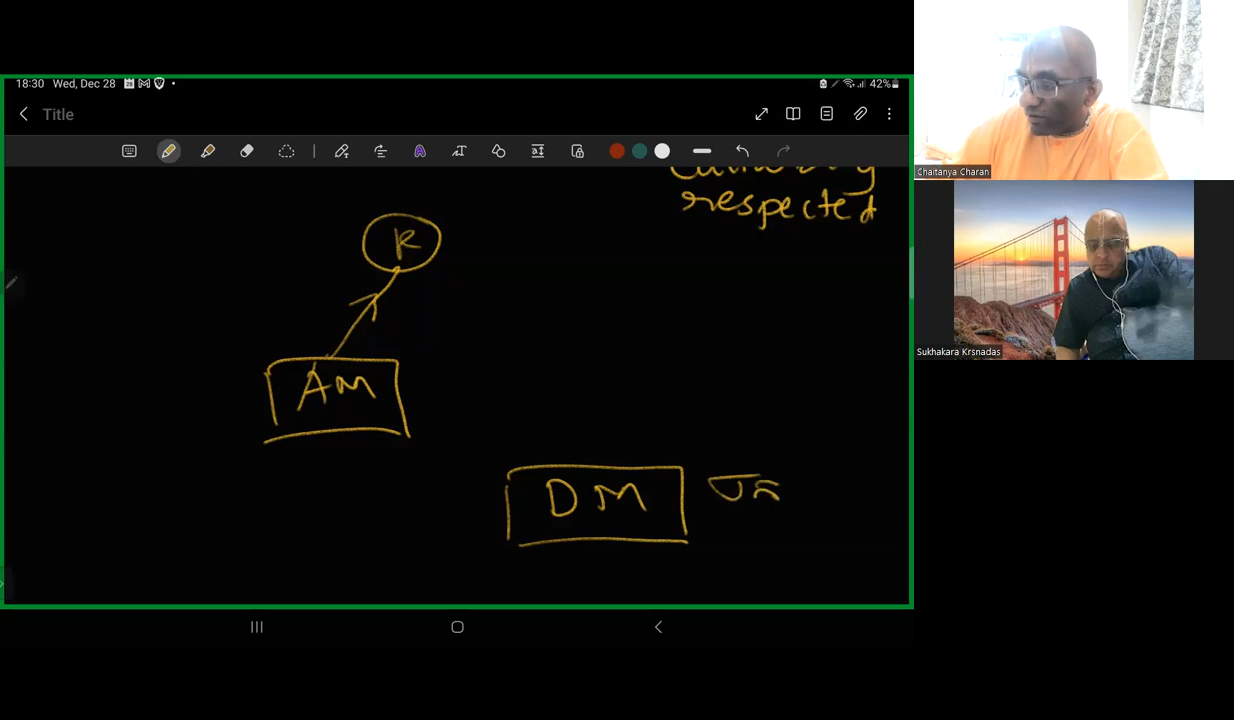 18:30 Wed, Dec 28
42%
Title
respected
R
AM
DM
Chaitanya Charan
Sukhakara Krsnadas